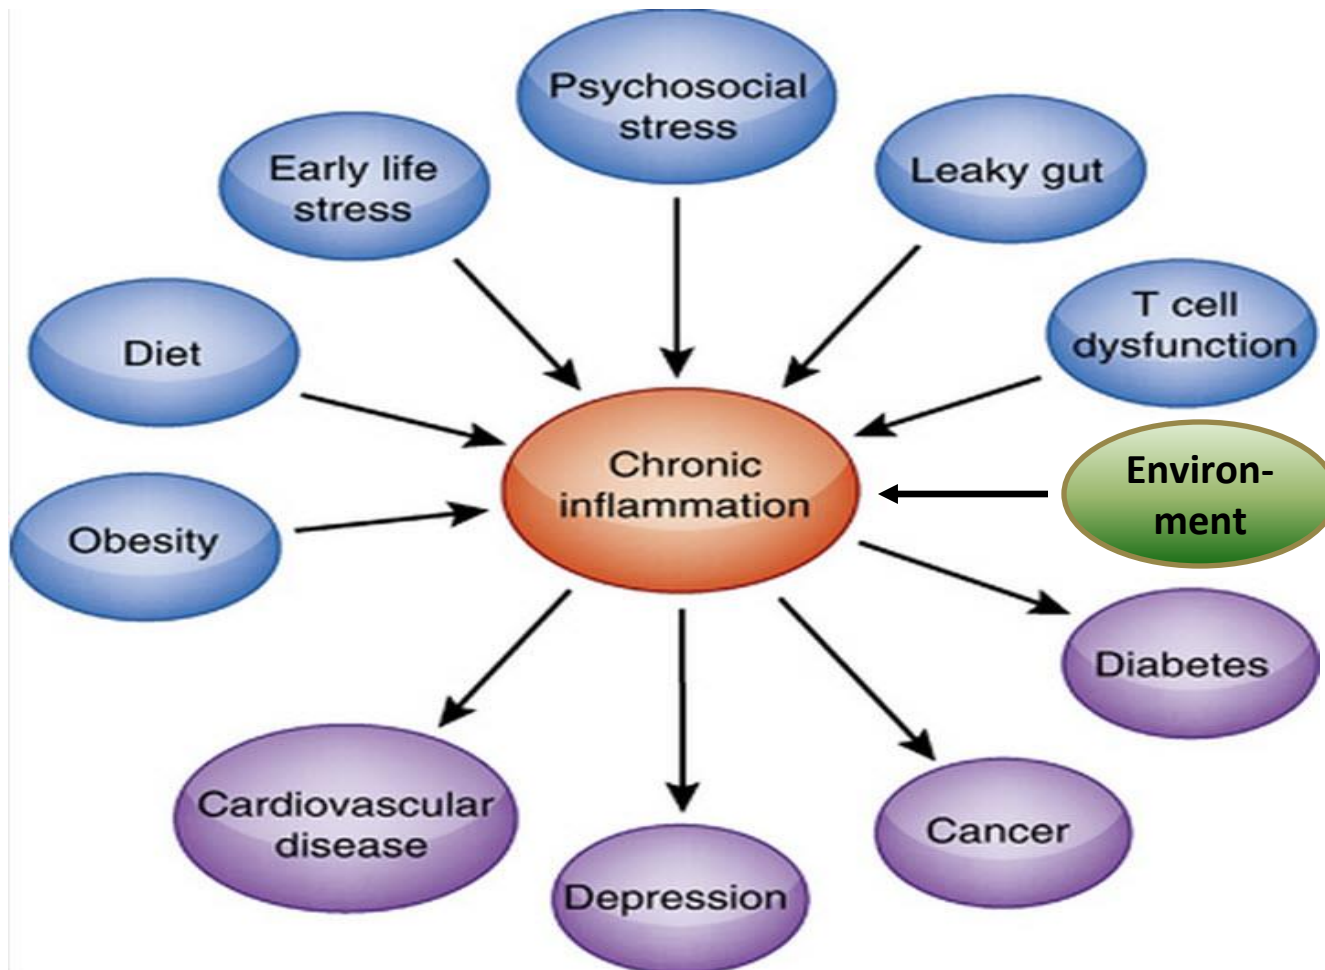 Psychosocial
stress
Early life
stress
Leaky gut
T cell
dysfunction
Diet
Environ-
ment
Chronic
inflammation
Obesity
Diabetes
Cardiovascular
disease
Cancer
Depression